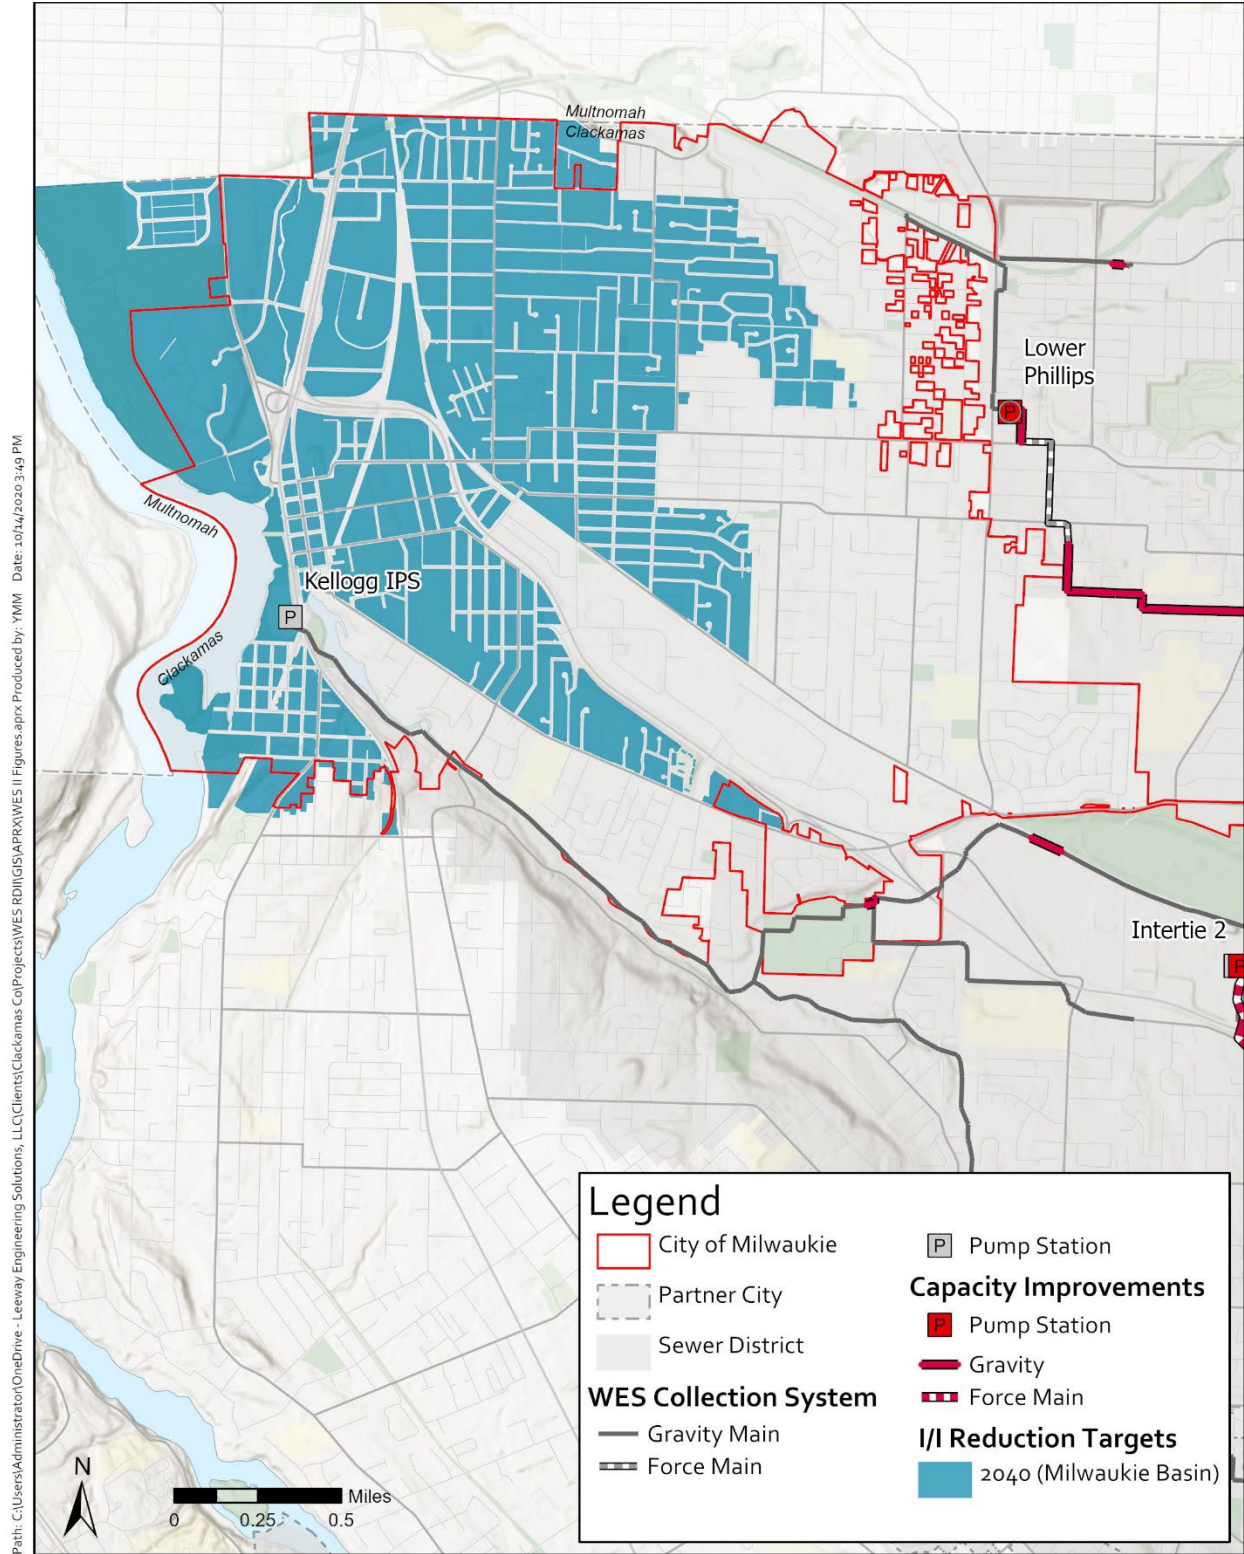 Multnomah
Clackamas
Lower
Phillips
Multnomah
Clackamas
Kellogg IPS
P
P
Intertie 2
P
Legend
City of Milwaukie
Partner City
Sewer District
WES Collection System
Gravity Main
Force Main
P Pump Station
Capacity Improvements
P Pump Station
Gravity
Force Main
I/I Reduction Targets
2040 (Milwaukie Basin)
N
Miles
0 0.25 0.5
Path: C:\Users\Administrator\OneDrive - Leeway Engineering Solutions, LLC\Clients\Clackamas Co\Projects\WES RDII\GIS\APRX\WES II Figures.aprx Produced by: YMM Date: 10/14/2020 3:49 PM